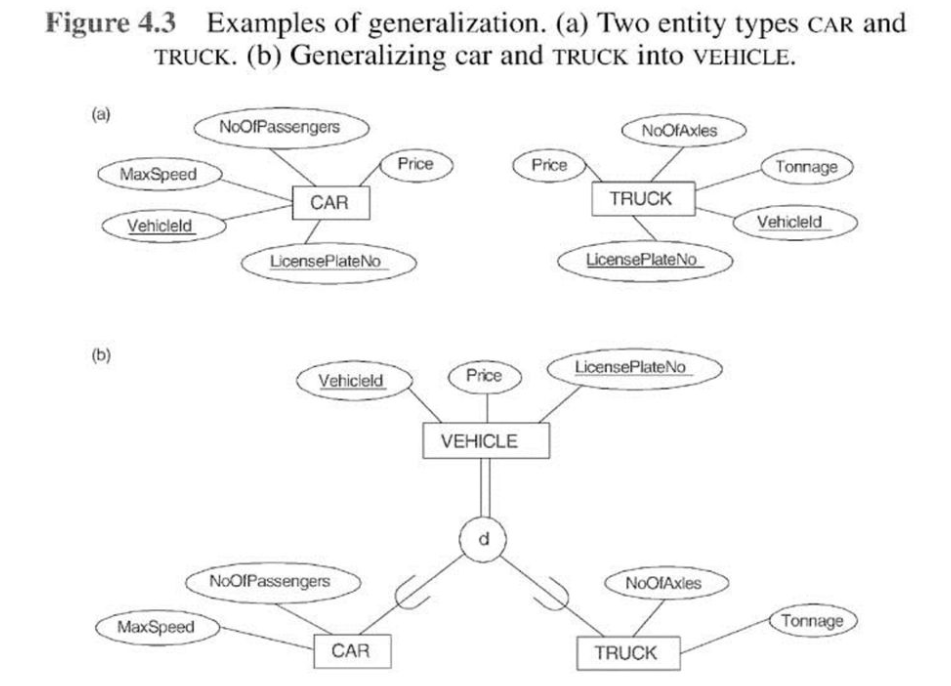 Figure 4.3 Examples of generalization. (a) Two entity types CAR and
TRUCK. (b) Generalizing car and TRUCK into VEHICLE.
(a)
NoOfPassengers
MaxSpeed
Price
CAR
VehicleId
LicensePlateNo
NoOfAxles
Price
Tonnage
TRUCK
VehicleId
LicensePlateNo
(b)
VehicleId
Price
LicensePlateNo
VEHICLE
d
NoOfPassengers
MaxSpeed
CAR
NoOfAxles
Tonnage
TRUCK